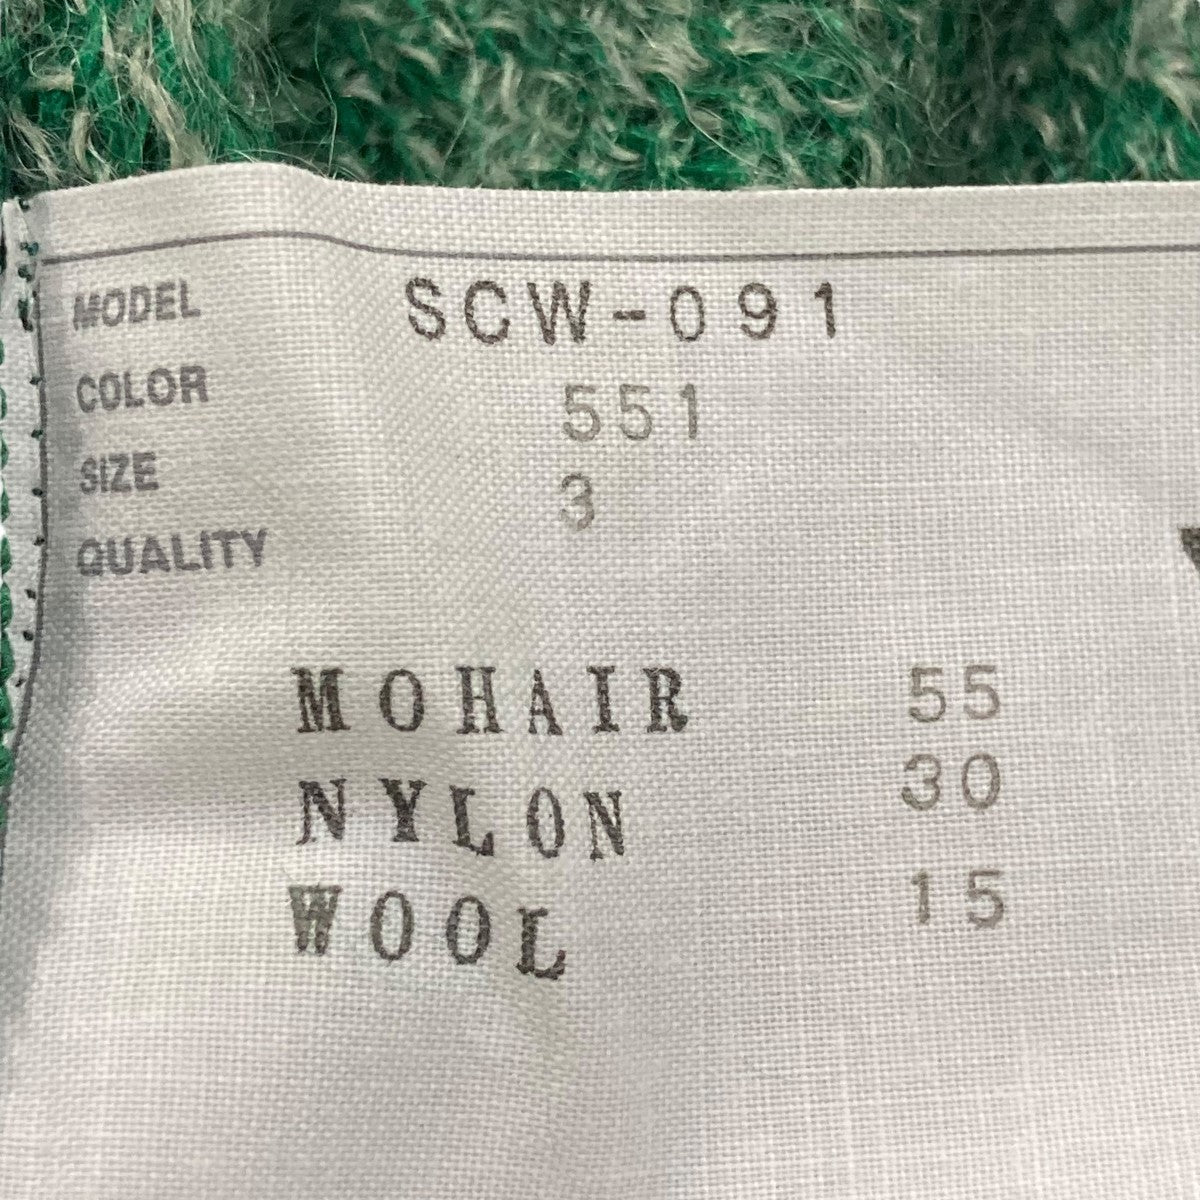 MODEL SCW-091
COLOR 551
SIZE 3
QUALITY
MOHAIR 55
NYLON 30
WOOL 15